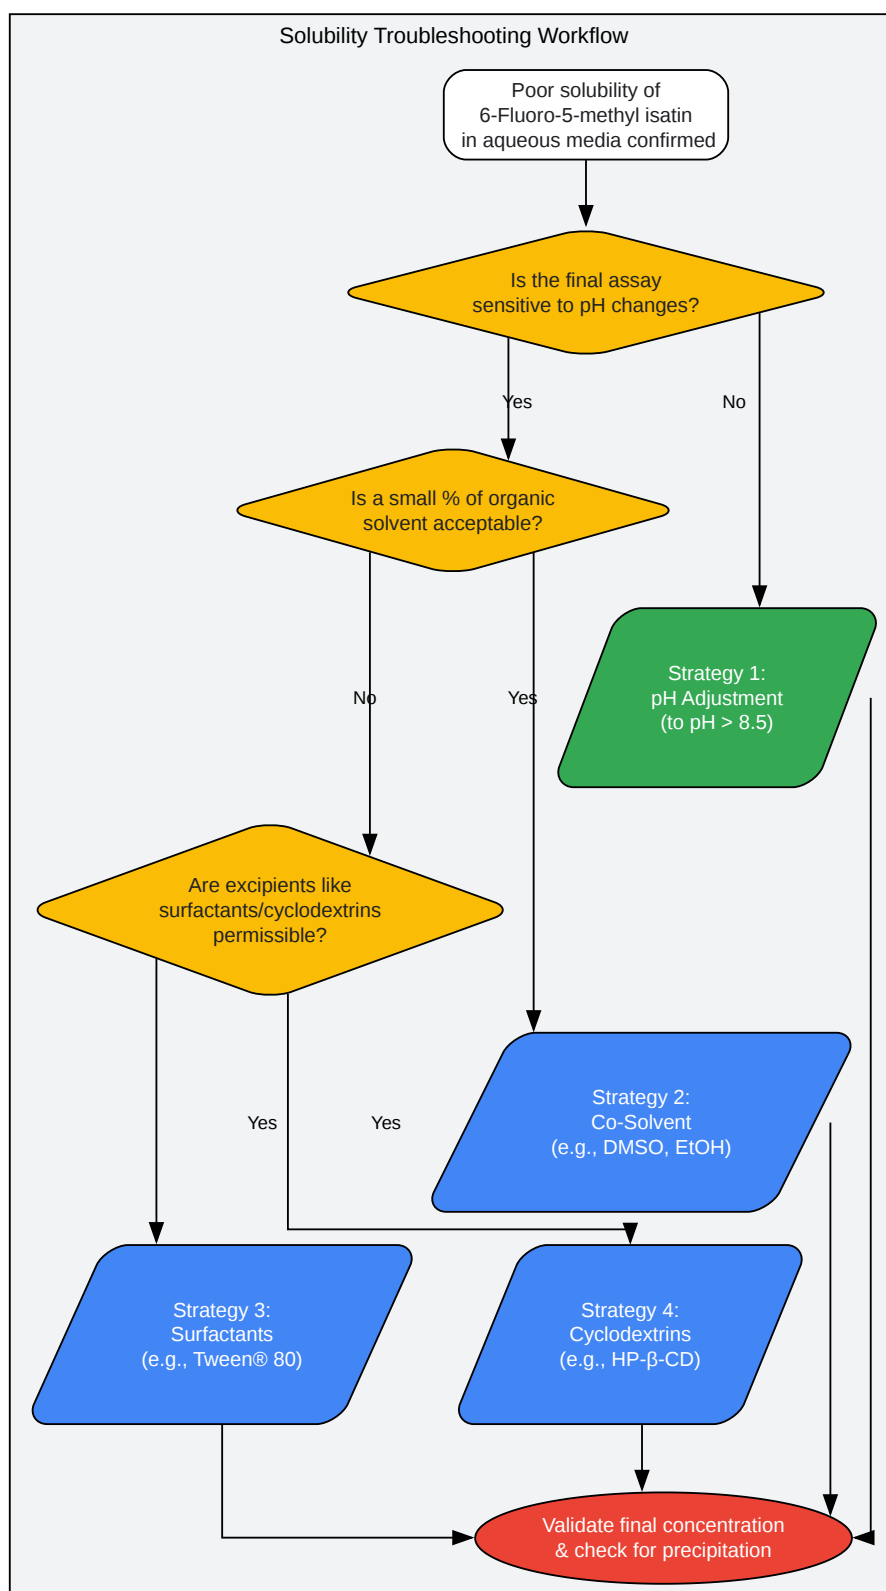 Solubility Troubleshooting Workflow
Poor solubility of
6-Fluoro-5-methyl isatin
in aqueous media confirmed
Is the final assay
sensitive to pH changes?
Yes
No
Is a small % of organic
solvent acceptable?
Strategy 1:
pH Adjustment
(to pH > 8.5)
No
Yes
Are excipients like
surfactants/cyclodextrins
permissible?
Strategy 2:
Co-Solvent
(e.g., DMSO, EtOH)
Yes
Yes
Strategy 3:
Surfactants
(e.g., Tween® 80)
Strategy 4:
Cyclodextrins
(e.g., HP-β-CD)
Validate final concentration
& check for precipitation